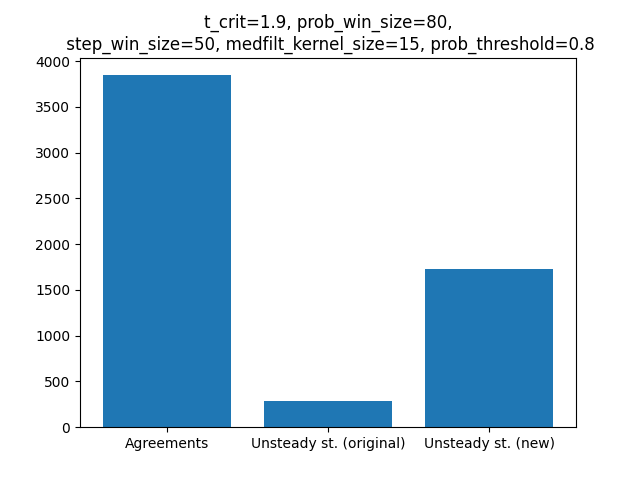 t_crit=1.9, prob_win_size=80,
step_win_size=50, medfilt_kernel_size=15, prob_threshold=0.8
4000
3500
3000
2500
2000
1500
1000
500
0
Agreements
Unsteady st. (original)
Unsteady st. (new)